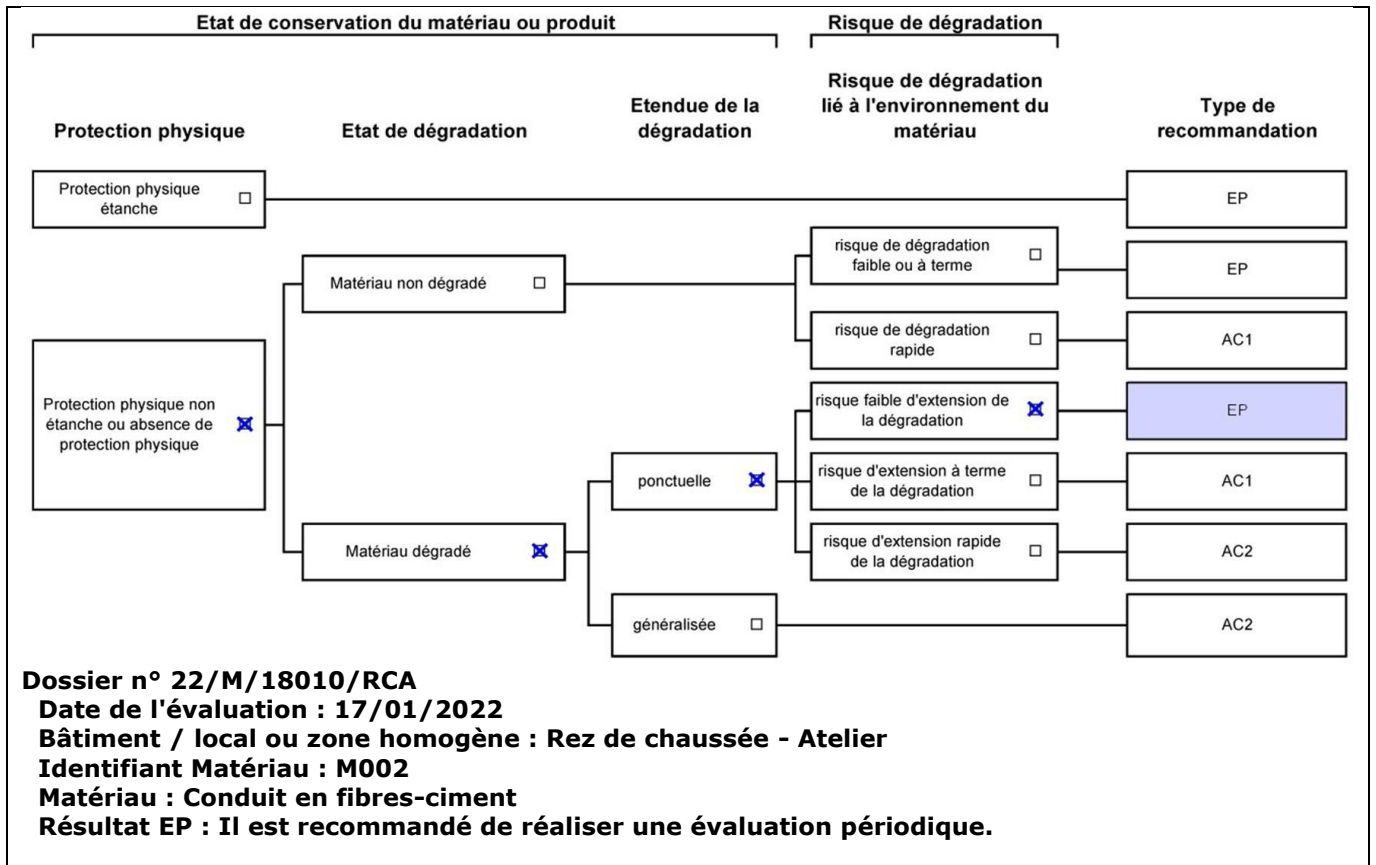 Etat de conservation du matériau ou produit
Risque de dégradation
Protection physique
Etat de dégradation
Etendue de la
dégradation
Risque de dégradation
lié à l'environnement du
matériau
Type de
recommandation
Protection physique
étanche
EP
risque de dégradation
faible ou à terme
EP
Matériau non dégradé
risque de dégradation
rapide
AC1
Protection physique non
étanche ou absence de
protection physique
risque faible d'extension de
la dégradation
EP
ponctuelle
risque d'extension à terme
de la dégradation
AC1
Matériau dégradé
risque d'extension rapide
de la dégradation
AC2
généralisée
AC2
Dossier n° 22/M/18010/RCA
Date de l'évaluation : 17/01/2022
Bâtiment / local ou zone homogène : Rez de chaussée - Atelier
Identifiant Matériau : M002
Matériau : Conduit en fibres-ciment
Résultat EP : Il est recommandé de réaliser une évaluation périodique.